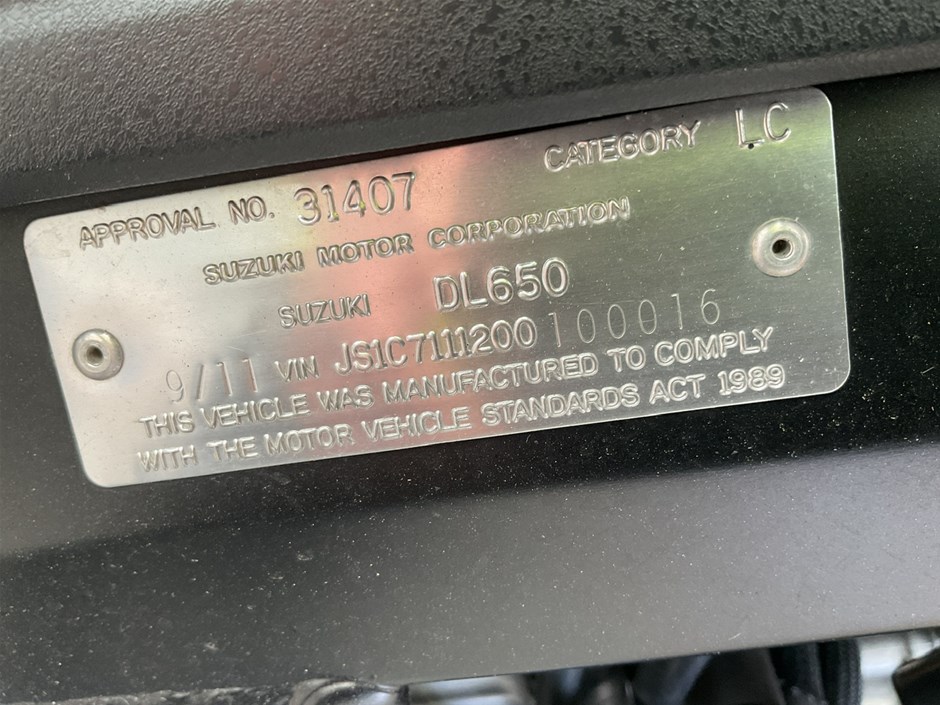 APPROVAL NO. 31407 CATEGORY LC
SUZUKI MOTOR CORPORATION
SUZUKI DL650
9/11 VIN JS1C7111200100016
THIS VEHICLE WAS MANUFACTURED TO COMPLY
WITH THE MOTOR VEHICLE STANDARDS ACT 1989